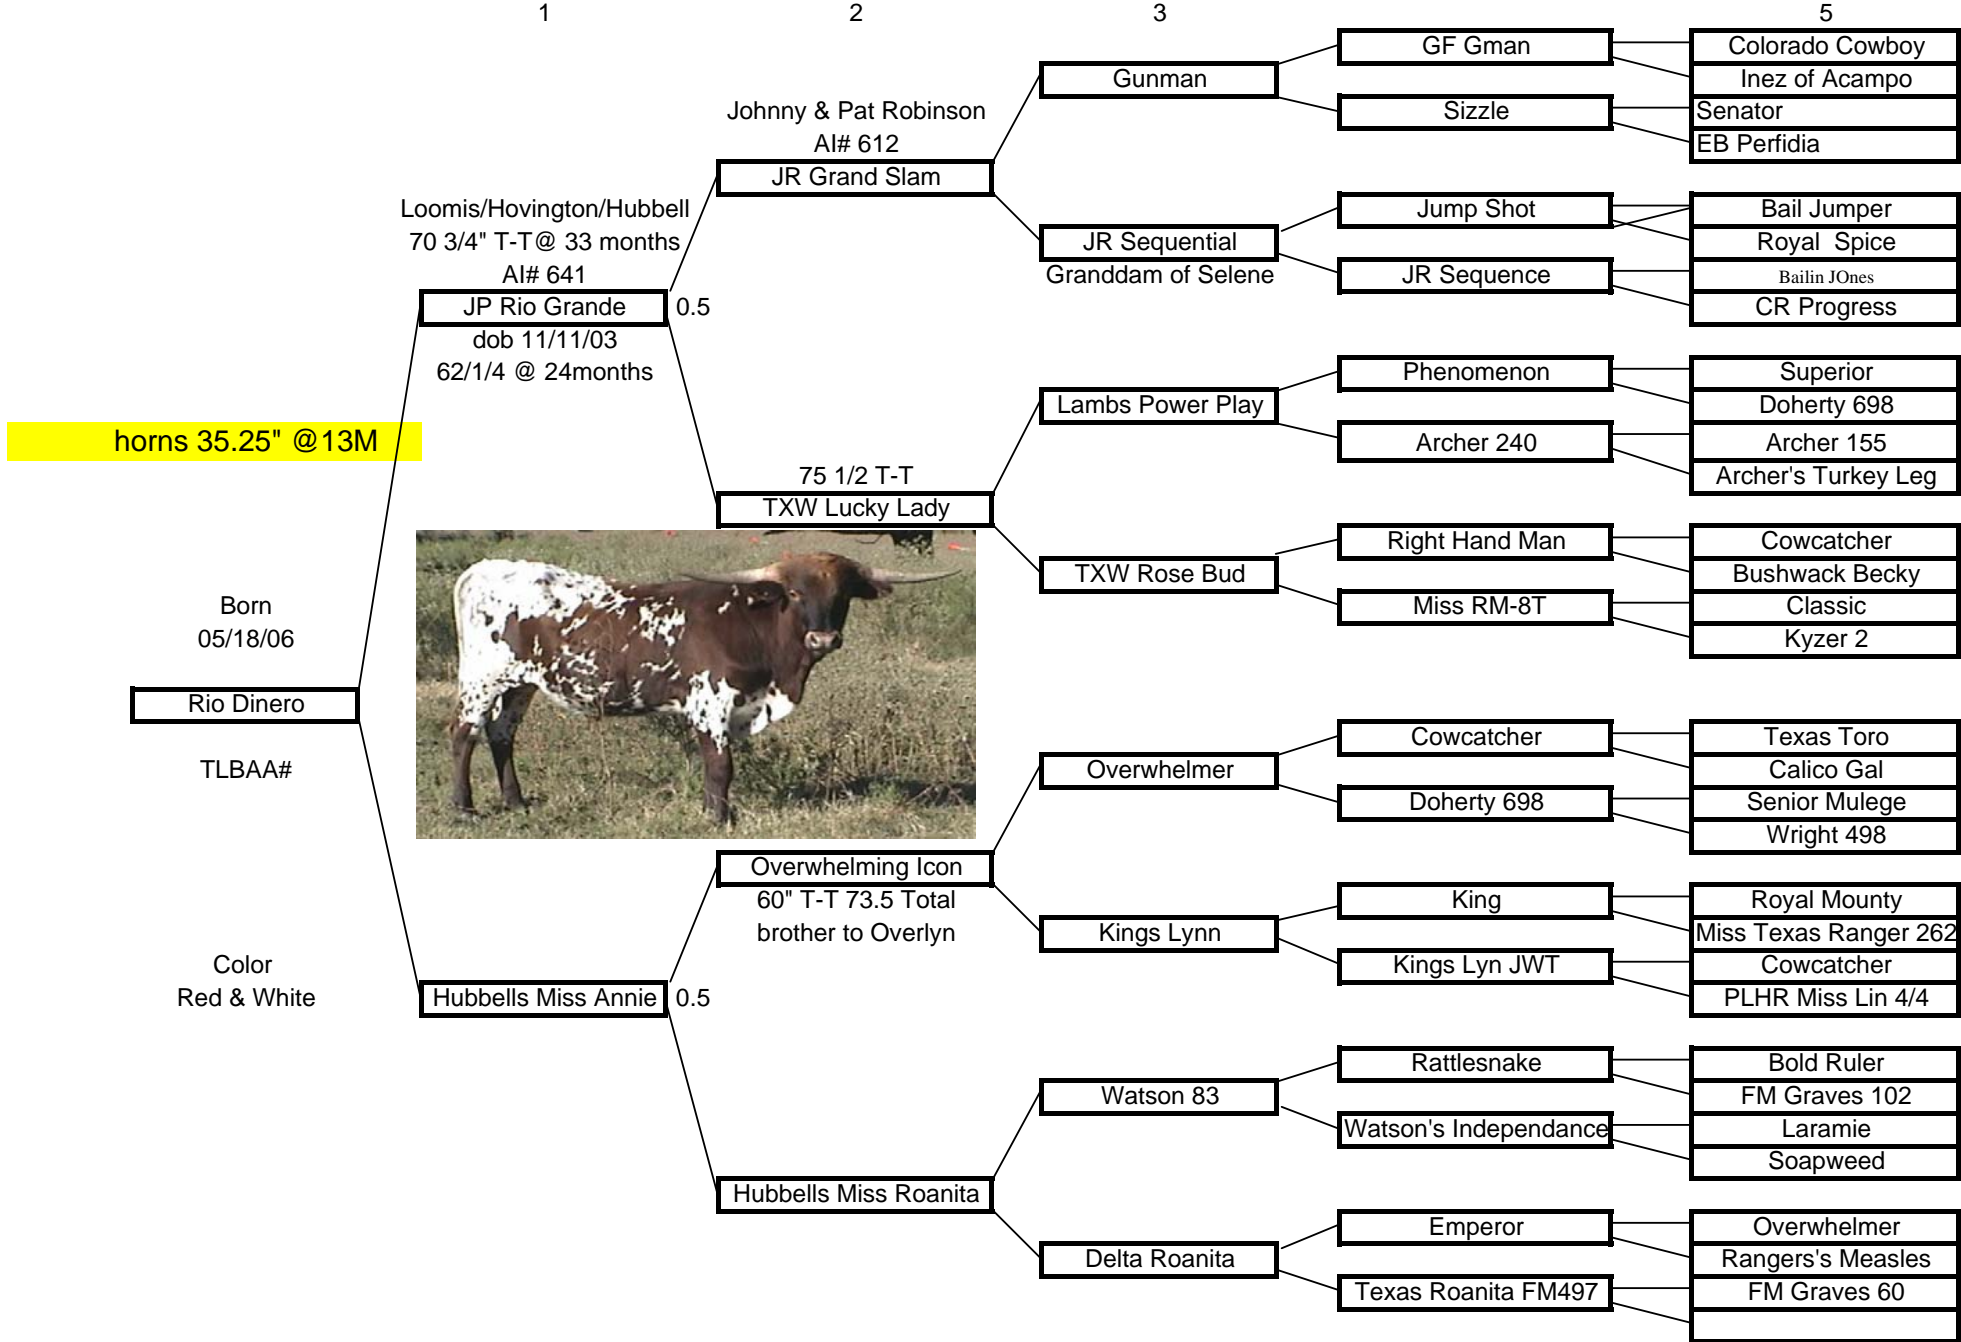 1 2 3 5
GF Gman
Colorado Cowboy
Gunman
Inez of Acampo
Johnny & Pat Robinson
Sizzle
Senator
AI# 612
EB Perfidia
JR Grand Slam
Loomis/Hovington/Hubbell
Jump Shot
Bail Jumper
70 3/4" T-T@ 33 months
JR Sequential
Royal Spice
AI# 641
Granddam of Selene
JR Sequence
Bailin JOnes
JP Rio Grande 0.5
CR Progress
dob 11/11/03
62/1/4 @ 24months
Phenomenon
Superior
Lambs Power Play
Doherty 698
horns 35.25" @13M
Archer 240
Archer 155
75 1/2 T-T
Archer's Turkey Leg
TXW Lucky Lady
Right Hand Man
Cowcatcher
TXW Rose Bud
Bushwack Becky
Born
Miss RM-8T
Classic
05/18/06
Kyzer 2
Rio Dinero
Cowcatcher
Texas Toro
TLBAA#
Overwhelmer
Calico Gal
Doherty 698
Senior Mulege
Wright 498
Overwhelming Icon
60" T-T 73.5 Total
King
Royal Mounty
brother to Overlyn
Kings Lynn
Miss Texas Ranger 262
Color
Kings Lyn JWT
Cowcatcher
Red & White
Hubbells Miss Annie 0.5
PLHR Miss Lin 4/4
Rattlesnake
Bold Ruler
Watson 83
FM Graves 102
Watson's Independance
Laramie
Soapweed
Hubbells Miss Roanita
Emperor
Overwhelmer
Delta Roanita
Rangers's Measles
Texas Roanita FM497
FM Graves 60